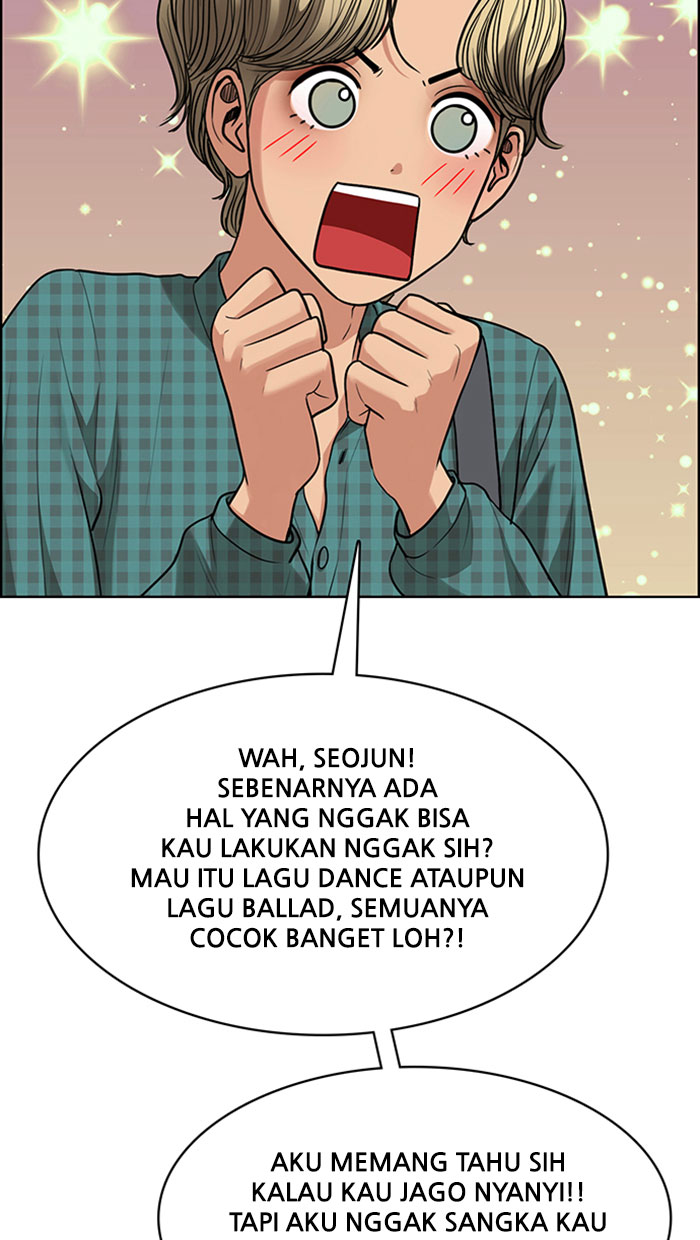 WAH, SEOJUN!
SEBENARNYA ADA
HAL YANG NGGAK BISA
KAU LAKUKAN NGGAK SIH?
MAU ITU LAGU DANCE ATAUPUN
LAGU BALLAD, SEMUANYA
COCOK BANGET LOH?!
AKU MEMANG TAHU SIH
KALAU KAU JAGO NYANYI!!
TAPI AKU NGGAK SANGKA KAU